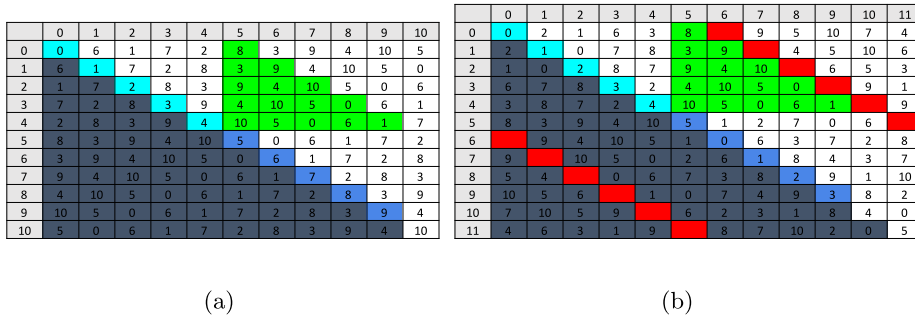 0 1 2 3 4 5 6 7 8 9 10
0 0 6 1 7 2 8 3 9 4 10 5
1 6 1 7 2 8 3 9 4 10 5 0
2 1 7 2 8 3 9 4 10 5 0 6
3 7 2 8 3 9 4 10 5 0 6 1
4 2 8 3 9 4 10 5 0 6 1 7
5 8 3 9 4 10 5 0 6 1 7 2
6 3 9 4 10 5 0 6 1 7 2 8
7 9 4 10 5 0 6 1 7 2 8 3
8 4 10 5 0 6 1 7 2 8 3 9
9 10 5 0 6 1 7 2 8 3 9 4
10 5 0 6 1 7 2 8 3 9 4 10
(a)
0 1 2 3 4 5 6 7 8 9 10 11
0 0 2 1 6 3 8 9 5 10 7 4
1 2 1 0 7 8 3 9 4 5 10 6
2 1 0 2 8 7 9 4 10 6 5 3
3 6 7 8 3 2 4 10 5 0 9 1
4 3 8 7 2 4 10 5 0 6 1 9
5 8 3 9 4 10 5 1 2 7 0 6
6 9 4 10 5 1 0 6 3 7 2 8
7 9 10 5 0 2 6 1 8 4 3 7
8 5 4 0 6 7 3 8 2 9 1 10
9 10 5 6 1 0 7 4 9 3 8 2
10 7 10 5 9 6 2 3 1 8 4 0
11 4 6 3 1 9 8 7 10 2 0 5
(b)